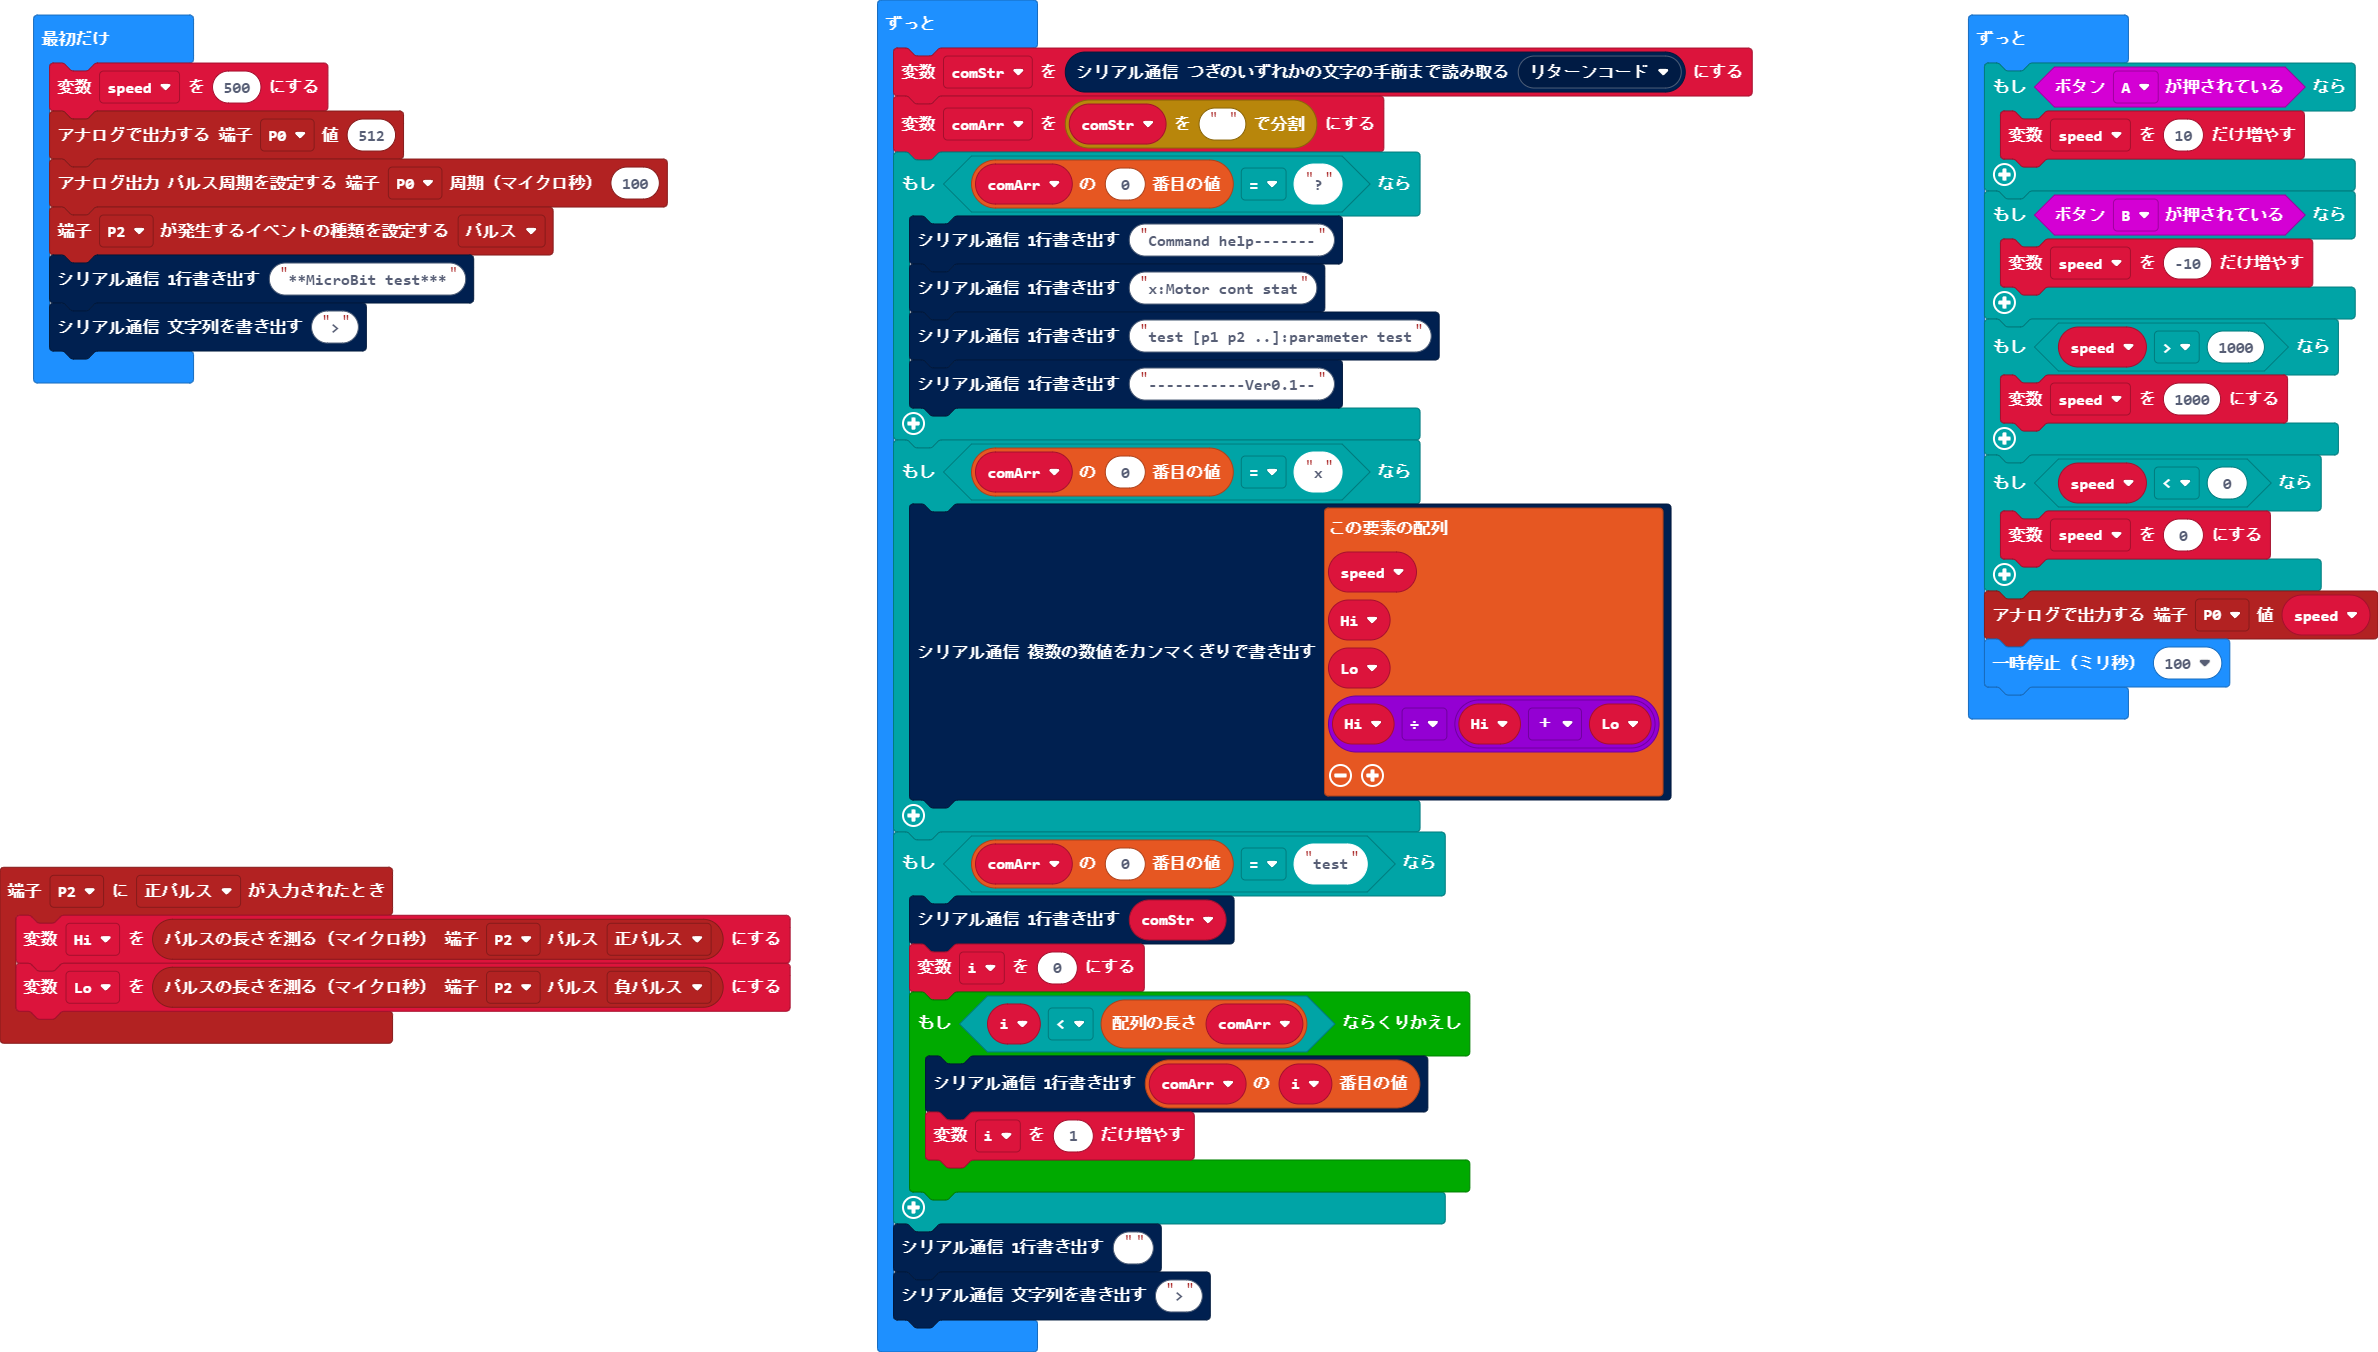 最初だけ
変数 speed を 500 にする
アナログで出力する 端子 P0 値 512
アナログ出力 パルス周期を設定する 端子 P0 周期（マイクロ秒） 100
端子 P2 が発生するイベントの種類を設定する パルス
シリアル通信 1行書き出す "**MicroBit test***"
シリアル通信 文字列を書き出す ">"
端子 P2 に 正パルス が入力されたとき
変数 Hi を パルスの長さを測る（マイクロ秒） 端子 P2 パルス 正パルス にする
変数 Lo を パルスの長さを測る（マイクロ秒） 端子 P2 パルス 負パルス にする
ずっと
変数 comStr を シリアル通信 つぎのいずれかの文字の手前まで読み取る リターンコード にする
変数 comArr を comStr を " " で分割 にする
もし comArr の 0 番目の値 = "?" なら
シリアル通信 1行書き出す "Command help-------"
シリアル通信 1行書き出す "x:Motor cont stat"
シリアル通信 1行書き出す "test [p1 p2 ..]:parameter test"
シリアル通信 1行書き出す "-----------Ver0.1--"
もし comArr の 0 番目の値 = "x" なら
シリアル通信 複数の数値をカンマくぎりで書き出す
この要素の配列
speed
Hi
Lo
Hi ÷ Hi + Lo
もし comArr の 0 番目の値 = "test" なら
シリアル通信 1行書き出す comStr
変数 i を 0 にする
もし i < 配列の長さ comArr ならくりかえし
シリアル通信 1行書き出す comArr の i 番目の値
変数 i を 1 だけ増やす
シリアル通信 1行書き出す ""
シリアル通信 文字列を書き出す ">"
ずっと
もし ボタン A が押されている なら
変数 speed を 10 だけ増やす
もし ボタン B が押されている なら
変数 speed を -10 だけ増やす
もし speed > 1000 なら
変数 speed を 1000 にする
もし speed < 0 なら
変数 speed を 0 にする
アナログで出力する 端子 P0 値 speed
一時停止（ミリ秒） 100